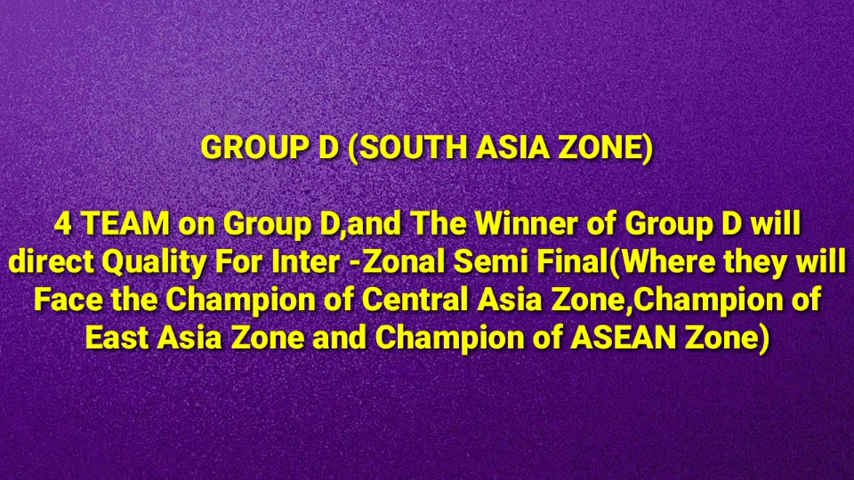 GROUP D (SOUTH ASIA ZONE)
4 TEAM on Group D,and The Winner of Group D will
direct Quality For Inter -Zonal Semi Final(Where they will
Face the Champion of Central Asia Zone,Champion of
East Asia Zone and Champion of ASEAN Zone)